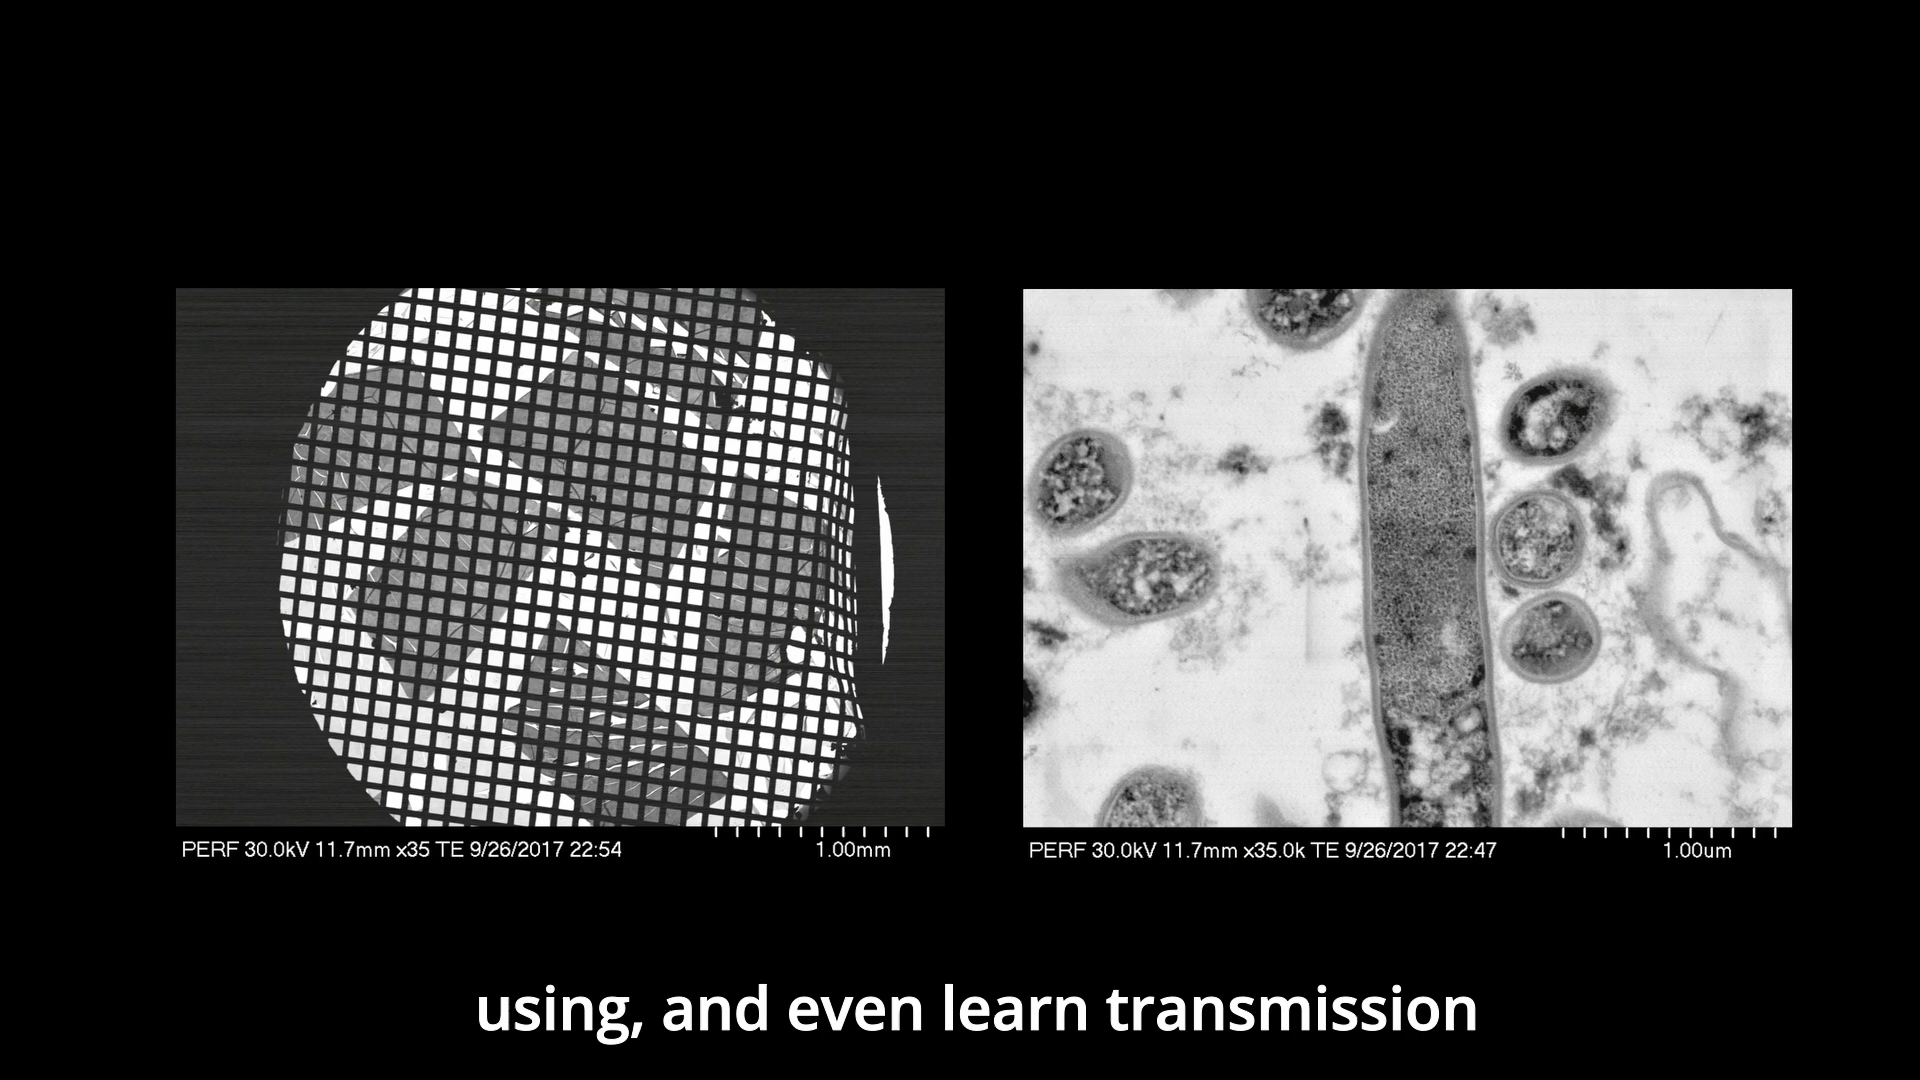 PERF 30.0kV 11.7mm x35 TE 9/26/2017 22:54 1.00mm
PERF 30.0kV 11.7mm x35.0k TE 9/26/2017 22:47 1.00um
using, and even learn transmission